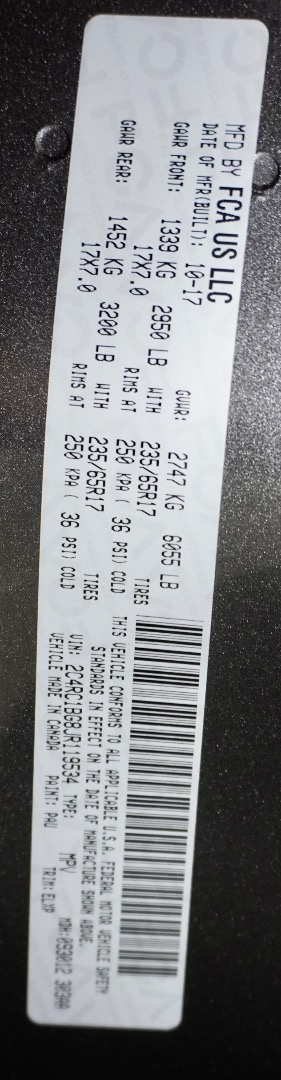 MFD BY FCA US LLC
DATE OF MFR(BUILT): 10-17 GVWR: 2747 KG 6055 LB
GAWR FRONT: 1339 KG 2950 LB WITH 235/65R17 TIRES
17X7.0 RIMS AT 250 KPA ( 36 PSI) COLD
GAWR REAR: 1452 KG 3200 LB WITH 235/65R17 TIRES
17X7.0 RIMS AT 250 KPA ( 36 PSI) COLD
THIS VEHICLE CONFORMS TO ALL APPLICABLE U.S.A. FEDERAL MOTOR VEHICLE SAFETY
STANDARDS IN EFFECT ON THE DATE OF MANUFACTURE SHOWN ABOVE.
VIN: 2C4RC1BG8JR119534 TYPE: MPV MDH:
VEHICLE MADE IN CANADA PAINT: PAU TRIM: